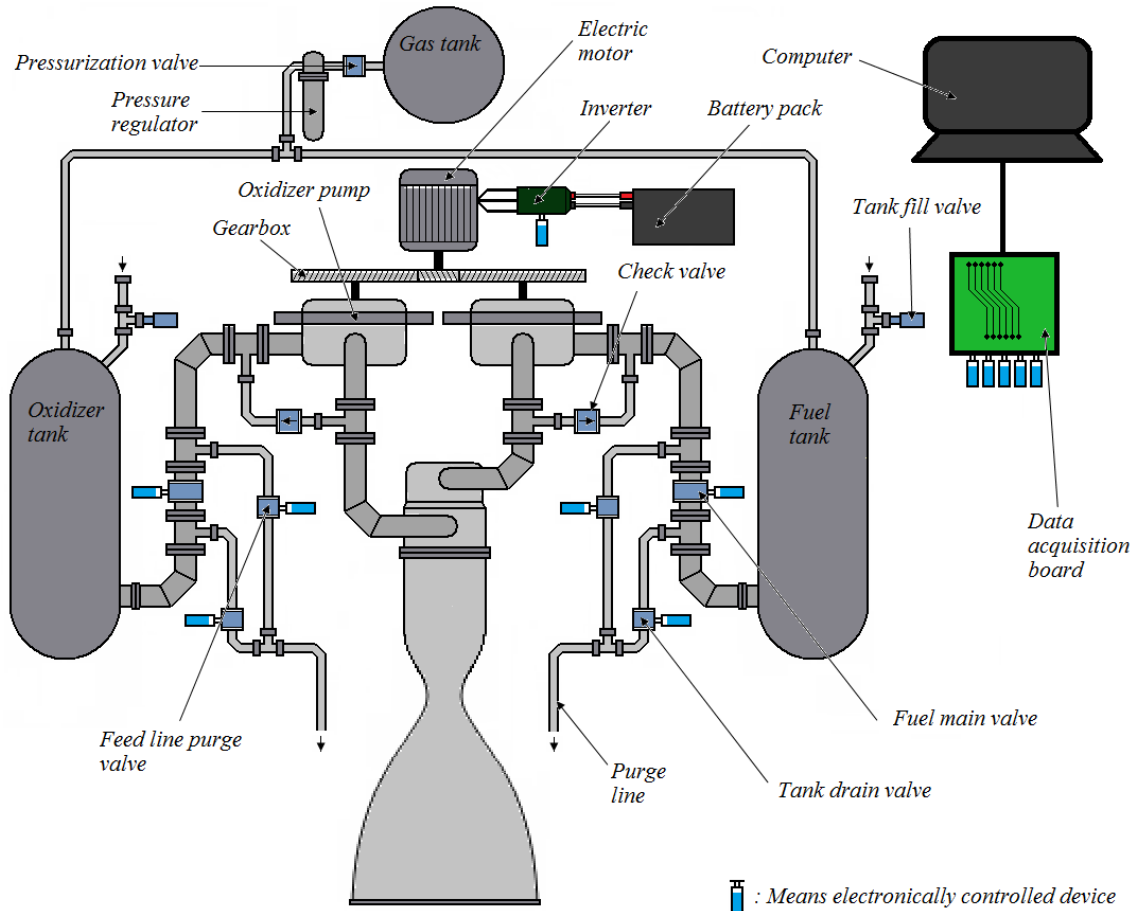 Gas tank
Electric
motor
Computer
Pressurization valve
Pressure
regulator
Inverter
Battery pack
Oxidizer pump
Gearbox
Tank fill valve
Check valve
Oxidizer
tank
Fuel
tank
Data
acquisition
board
Feed line purge
valve
Fuel main valve
Purge
line
Tank drain valve
: Means electronically controlled device